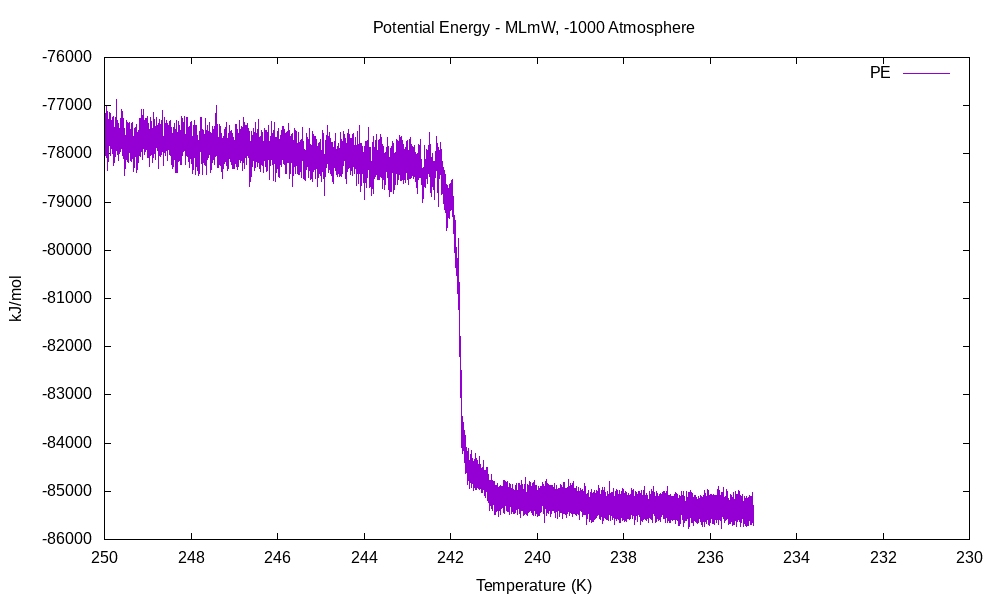 Potential Energy - MLmW, -1000 Atmosphere
PE
-76000
-77000
-78000
-79000
-80000
-81000
-82000
-83000
-84000
-85000
-86000
kJ/mol
250 248 246 244 242 240 238 236 234 232 230
Temperature (K)